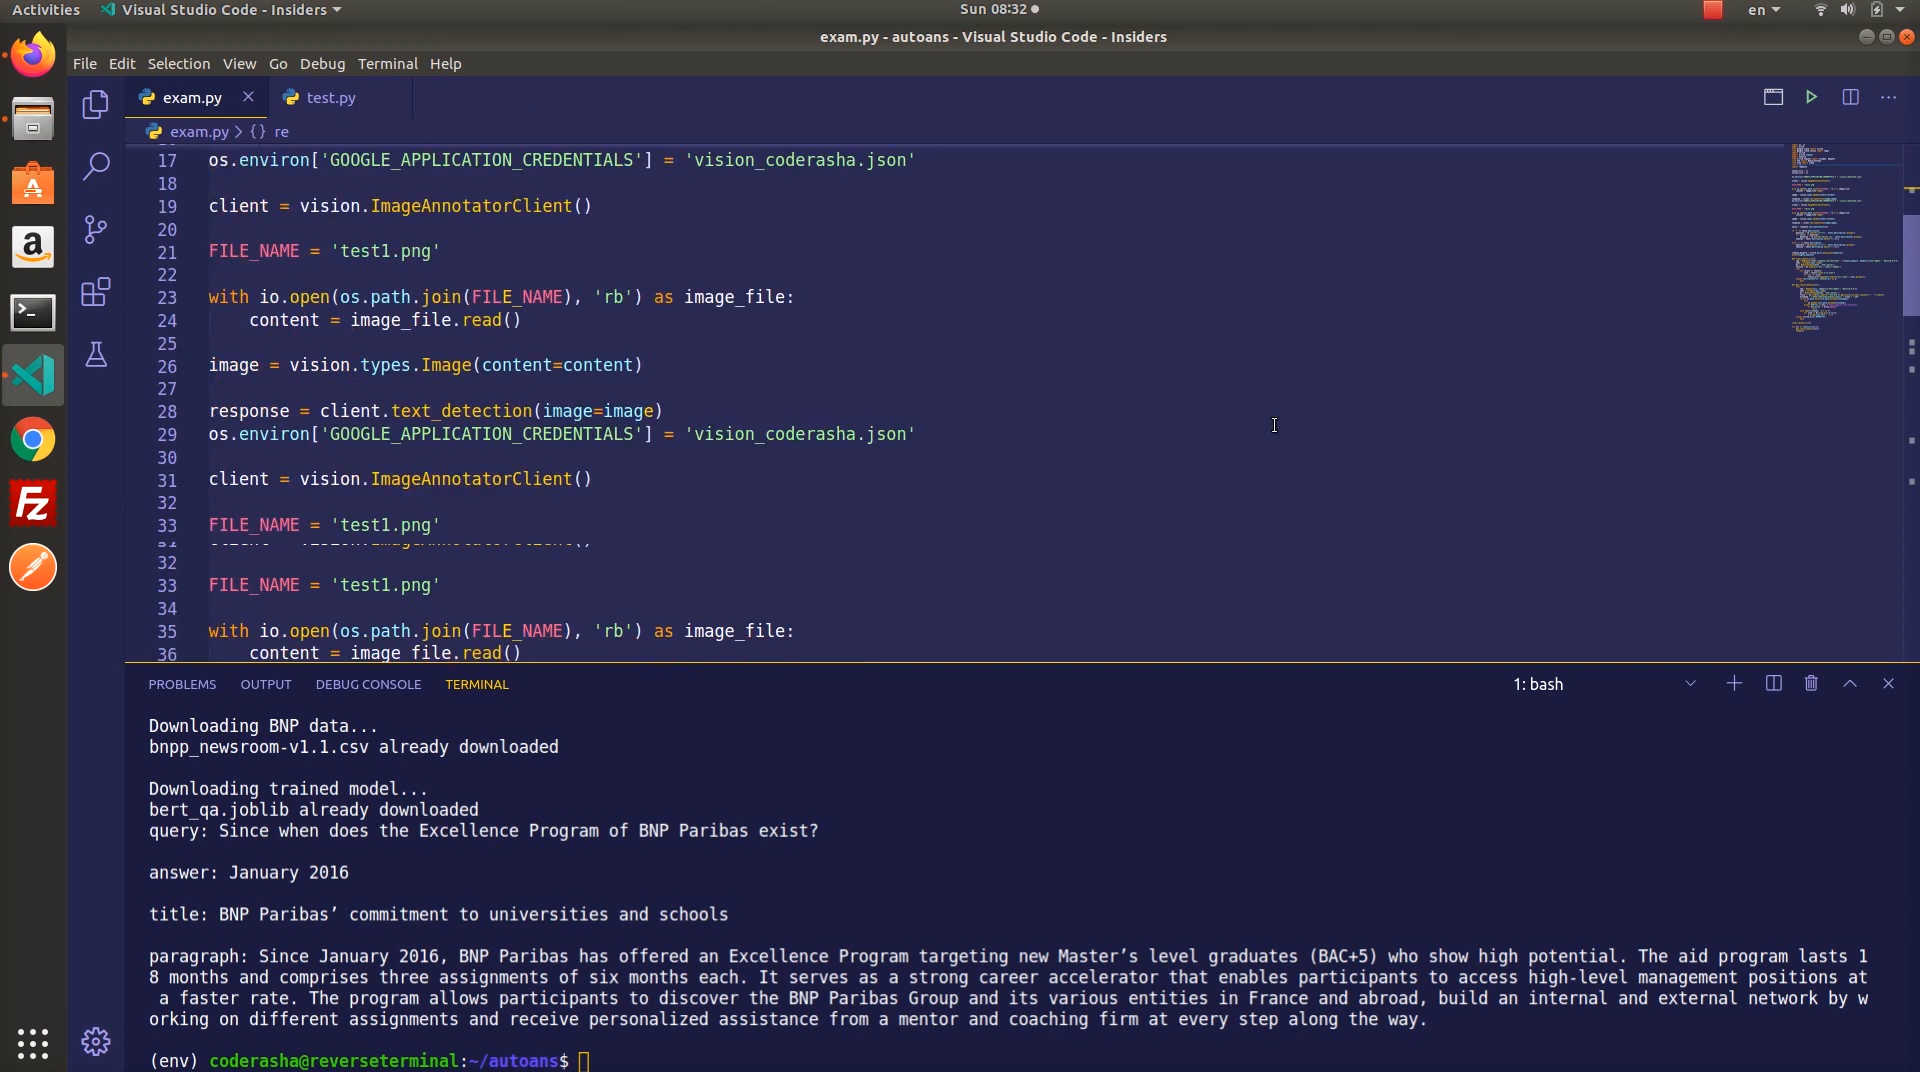 Activities Visual Studio Code - Insiders Sun 08:32 en
exam.py - autoans - Visual Studio Code - Insiders
File Edit Selection View Go Debug Terminal Help
exam.py test.py
exam.py > {} re
17 os.environ['GOOGLE_APPLICATION_CREDENTIALS'] = 'vision_coderasha.json'
18
19 client = vision.ImageAnnotatorClient()
20
21 FILE_NAME = 'test1.png'
22
23 with io.open(os.path.join(FILE_NAME), 'rb') as image_file:
24 content = image_file.read()
25
26 image = vision.types.Image(content=content)
27
28 response = client.text_detection(image=image)
29 os.environ['GOOGLE_APPLICATION_CREDENTIALS'] = 'vision_coderasha.json'
30
31 client = vision.ImageAnnotatorClient()
32
33 FILE_NAME = 'test1.png'
32
33 FILE_NAME = 'test1.png'
34
35 with io.open(os.path.join(FILE_NAME), 'rb') as image_file:
36 content = image_file.read()
PROBLEMS OUTPUT DEBUG CONSOLE TERMINAL 1: bash
Downloading BNP data...
bnpp_newsroom-v1.1.csv already downloaded
Downloading trained model...
bert_qa.joblib already downloaded
query: Since when does the Excellence Program of BNP Paribas exist?
answer: January 2016
title: BNP Paribas’ commitment to universities and schools
paragraph: Since January 2016, BNP Paribas has offered an Excellence Program targeting new Master’s level graduates (BAC+5) who show high potential. The aid program lasts 1
8 months and comprises three assignments of six months each. It serves as a strong career accelerator that enables participants to access high-level management positions at
a faster rate. The program allows participants to discover the BNP Paribas Group and its various entities in France and abroad, build an internal and external network by w
orking on different assignments and receive personalized assistance from a mentor and coaching firm at every step along the way.
(env) coderasha@reverseterminal:~/autoans$